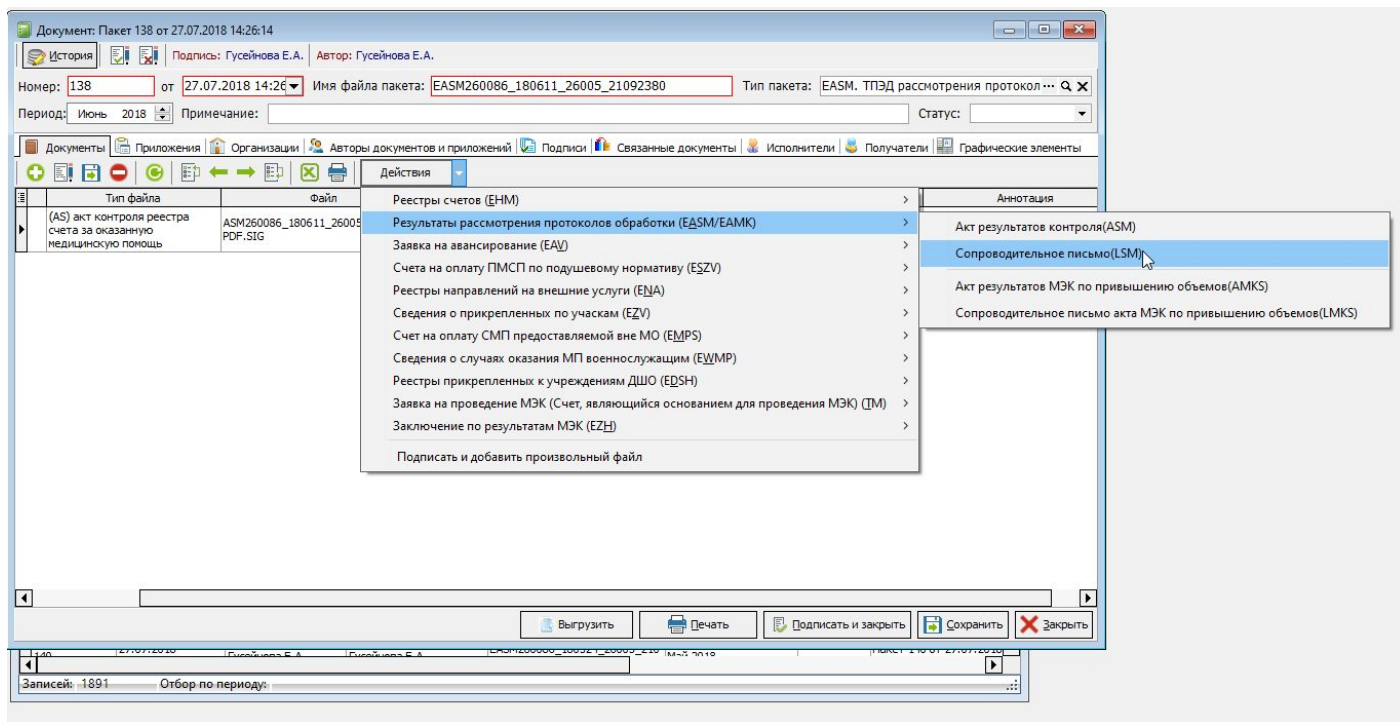 Документ: Пакет 138 от 27.07.2018 14:26:14
История Подпись: Гусейнова Е.А. Автор: Гусейнова Е.А.
Номер: 138 от 27.07.2018 14:26 Имя файла пакета: EASM260086_180611_26005_21092380 Тип пакета: EASM. ТПЭД рассмотрения протокол ...
Период: Июнь 2018 Примечание: Статус:
Документы Приложения Организации Авторы документов и приложений Подписи Связанные документы Исполнители Получатели Графические элементы
Действия
Тип файла Файл Аннотация
(AS) акт контроля реестра
счета за оказанную
медицинскую помощь
ASM260086_180611_26005
PDF.SIG
Реестры счетов (EHM)
Результаты рассмотрения протоколов обработки (EASM/EAMK)
Заявка на авансирование (EAV)
Счета на оплату ПМСП по подушевому нормативу (ESZV)
Реестры направлений на внешние услуги (ENA)
Сведения о прикрепленных по учаскам (EZV)
Счет на оплату СМП предоставляемой вне МО (EMPS)
Сведения о случаях оказания МП военнослужащим (EWMP)
Реестры прикрепленных к учреждениям ДШО (EDSH)
Заявка на проведение МЭК (Счет, являющийся основанием для проведения МЭК) (TM)
Заключение по результатам МЭК (EZH)
Подписать и добавить произвольный файл
Акт результатов контроля(ASM)
Сопроводительное письмо(LSM)
Акт результатов МЭК по привышению объемов(AMKS)
Сопроводительное письмо акта МЭК по привышению объемов(LMKS)
Выгрузить Печать Подписать и закрыть Сохранить Закрыть
Записей: 1891 Отбор по периоду: